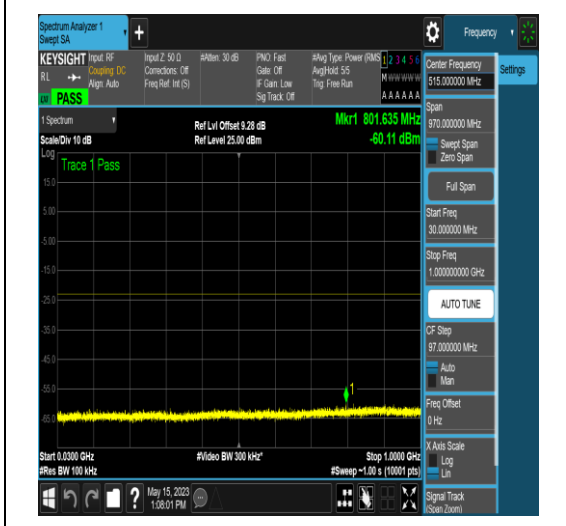 Spectrum Analyzer 1
Swept SA
+
Frequency
KEYSIGHT
RL
Input: RF
Coupling: DC
Align: Auto
Input Z: 50 Ω
Corrections: Off
Freq Ref: Int (S)
#Atten: 30 dB
PNO: Fast
Gate: Off
IF Gain: Low
Sig Track: Off
#Avg Type: Power (RMS
Avg|Hold: 5/5
Trig: Free Run
1 2 3 4 5 6
M W W W W W
A A A A A A
PASS
1 Spectrum
Scale/Div 10 dB
Ref Lvl Offset 9.28 dB
Ref Level 25.00 dBm
Mkr1 801.635 MHz
-60.11 dBm
Log
Trace 1 Pass
15.0
5.00
-5.00
-15.0
-25.0
-35.0
-45.0
-55.0
-65.0
1
Start 0.0300 GHz
#Res BW 100 kHz
#Video BW 300 kHz*
Stop 1.0000 GHz
#Sweep ~1.00 s (10001 pts)
?
May 15, 2023
1:08:01 PM
Center Frequency
515.000000 MHz
Settings
Span
970.000000 MHz
Swept Span
Zero Span
Full Span
Start Freq
30.000000 MHz
Stop Freq
1.000000000 GHz
AUTO TUNE
CF Step
97.000000 MHz
Auto
Man
Freq Offset
0 Hz
X Axis Scale
Log
Lin
Signal Track
(Span Zoom)